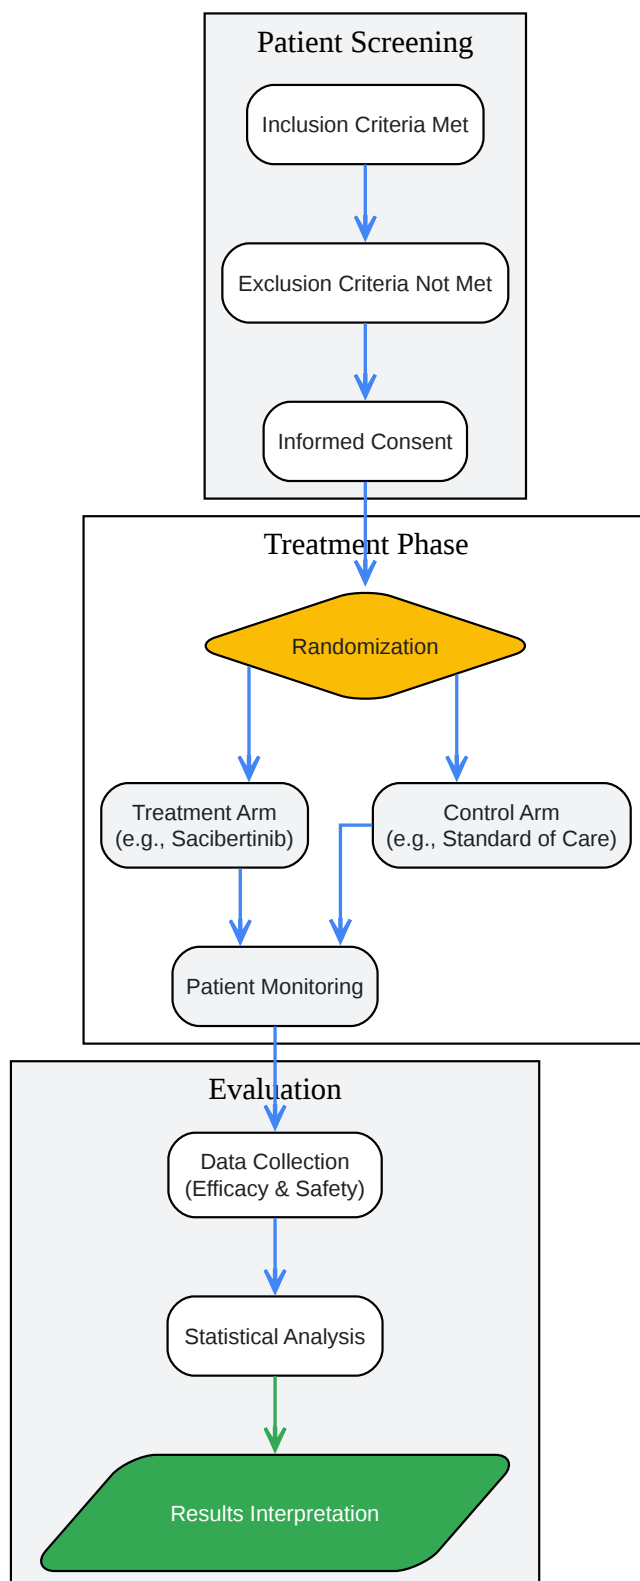 Patient Screening
Inclusion Criteria Met
Exclusion Criteria Not Met
Informed Consent
Treatment Phase
Randomization
Treatment Arm
(e.g., Sacibertinib)
Control Arm
(e.g., Standard of Care)
Patient Monitoring
Evaluation
Data Collection
(Efficacy & Safety)
Statistical Analysis
Results Interpretation